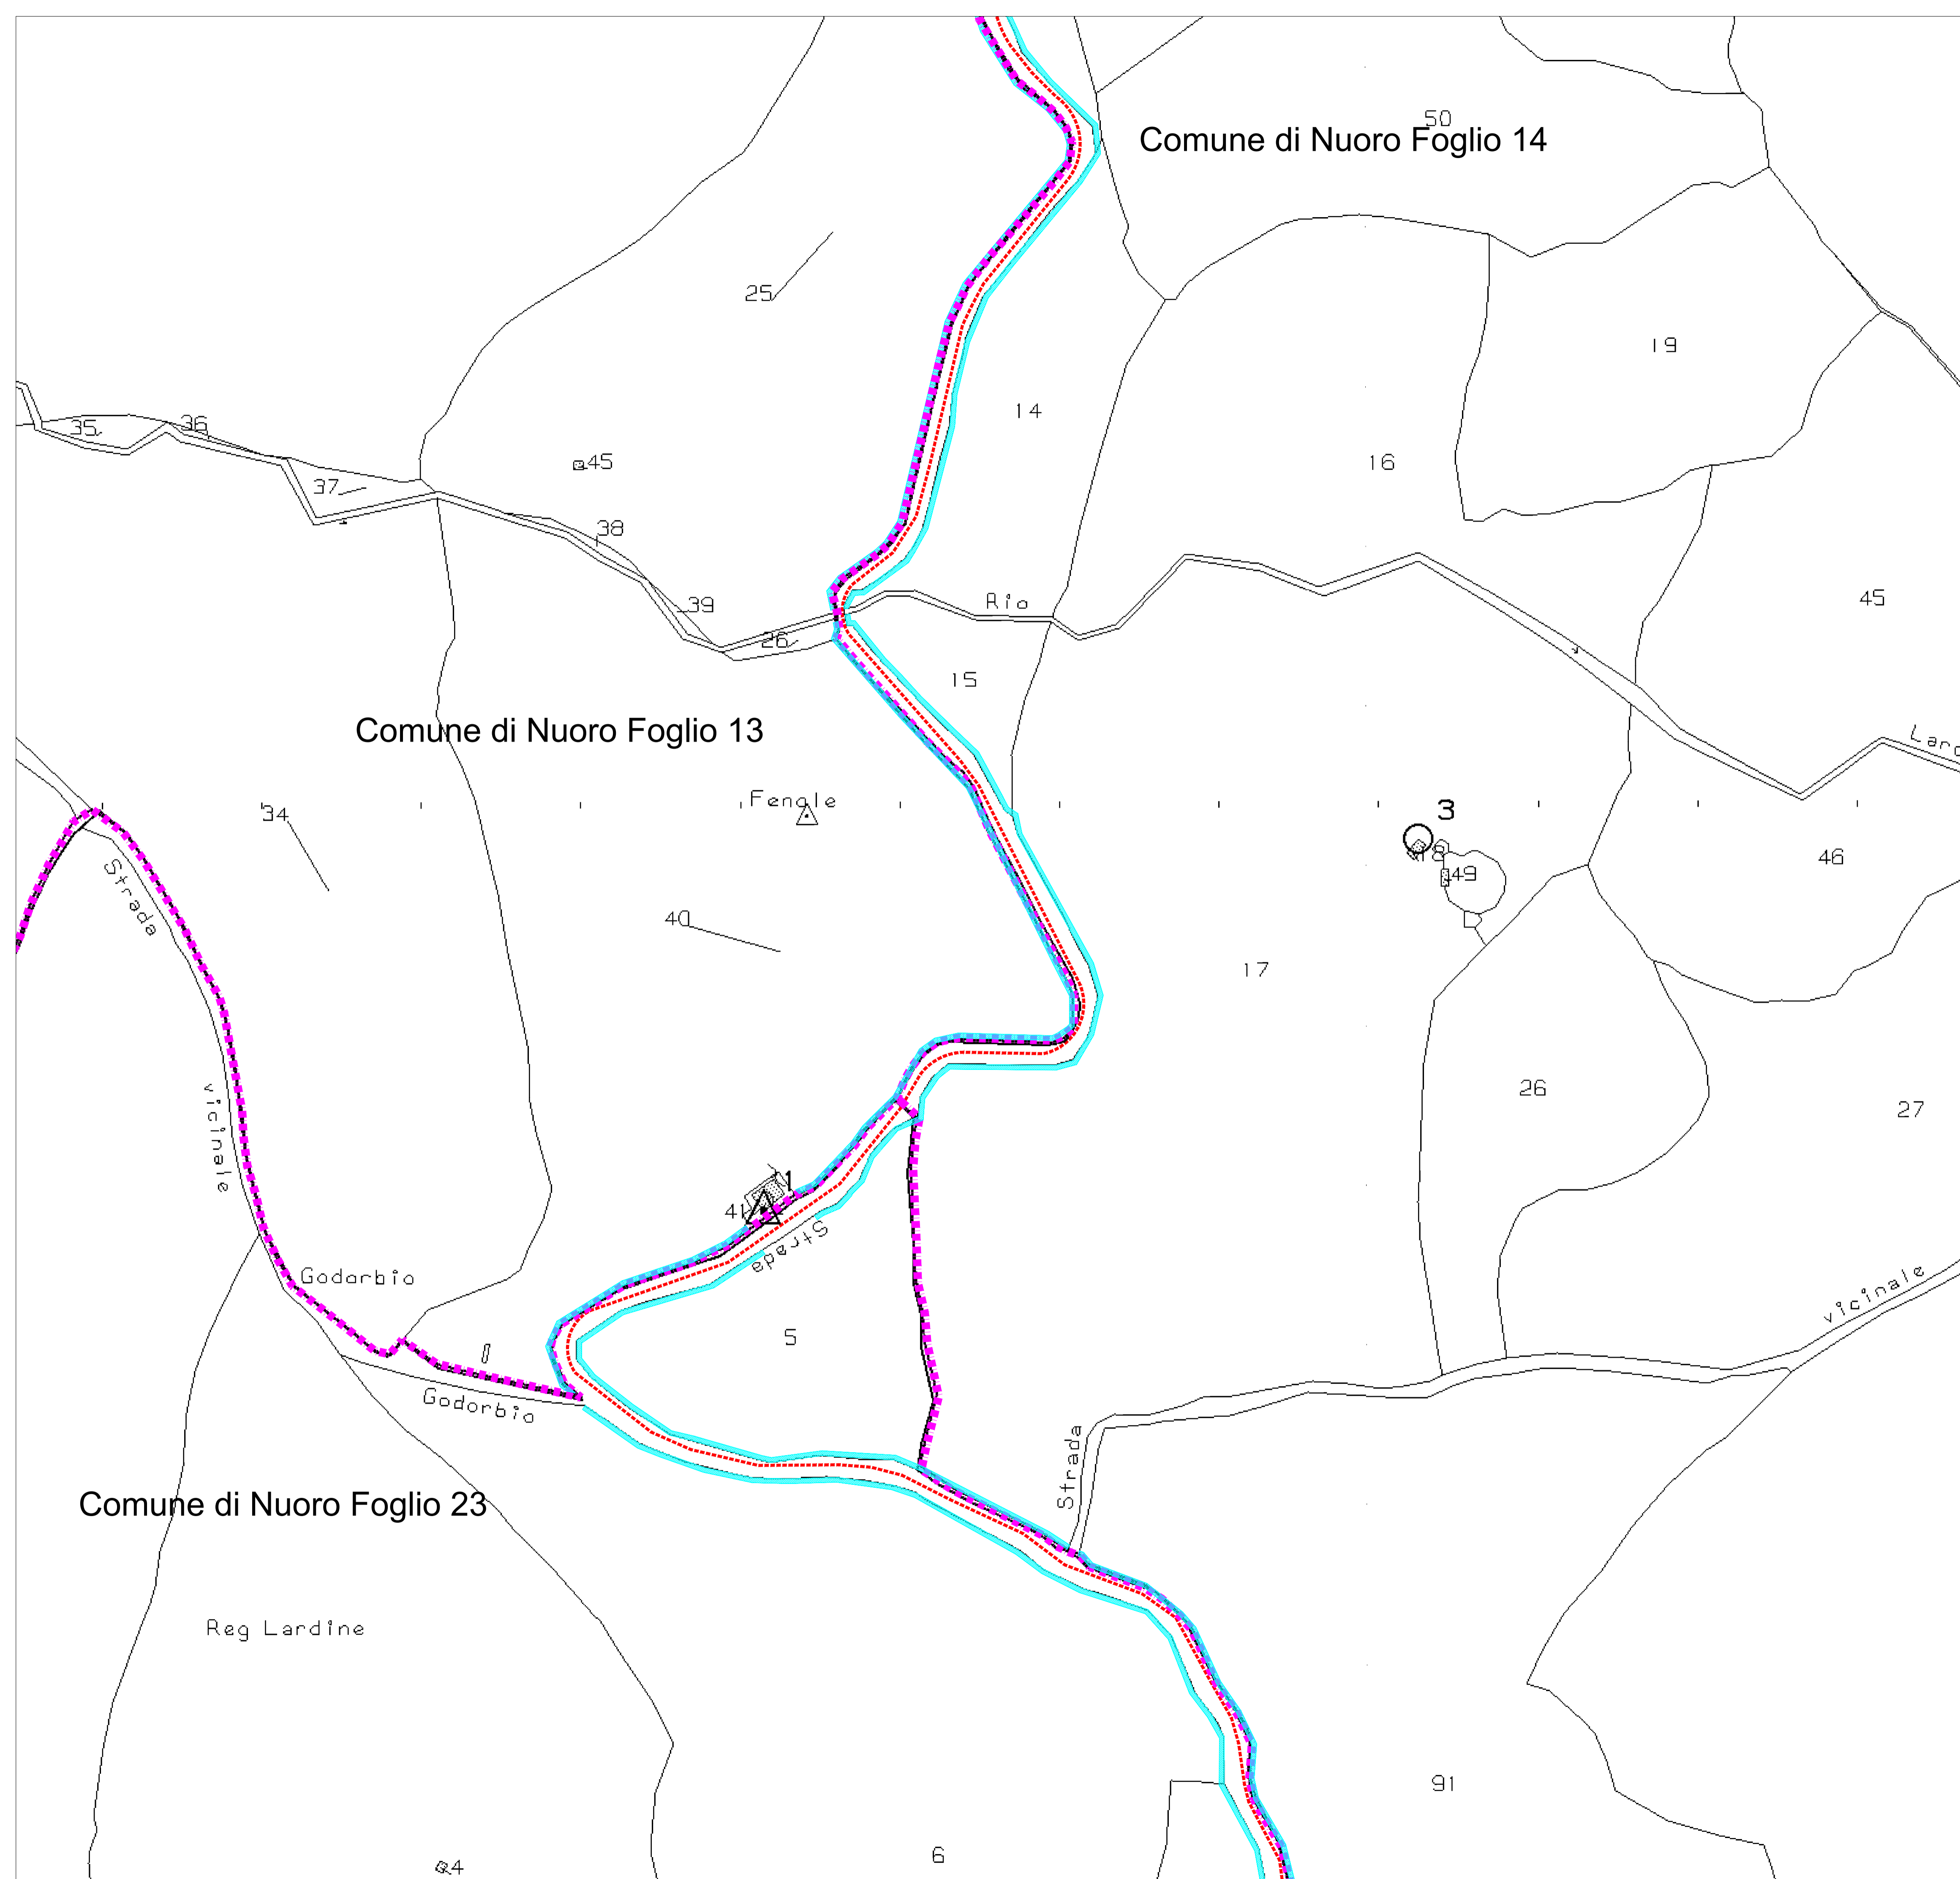 50
Comune di Nuoro Foglio 14
25
19
14
35
36
45
16
37
38
39
Rio
45
26
15
Comune di Nuoro Foglio 13
Fenole
34
3
18
49
46
Strada
40
17
26
27
vicinale
1
41
Strada
Godorbio
vicinale
5
Godorbio
Strada
Comune di Nuoro Foglio 23
Reg Lardine
91
6
4